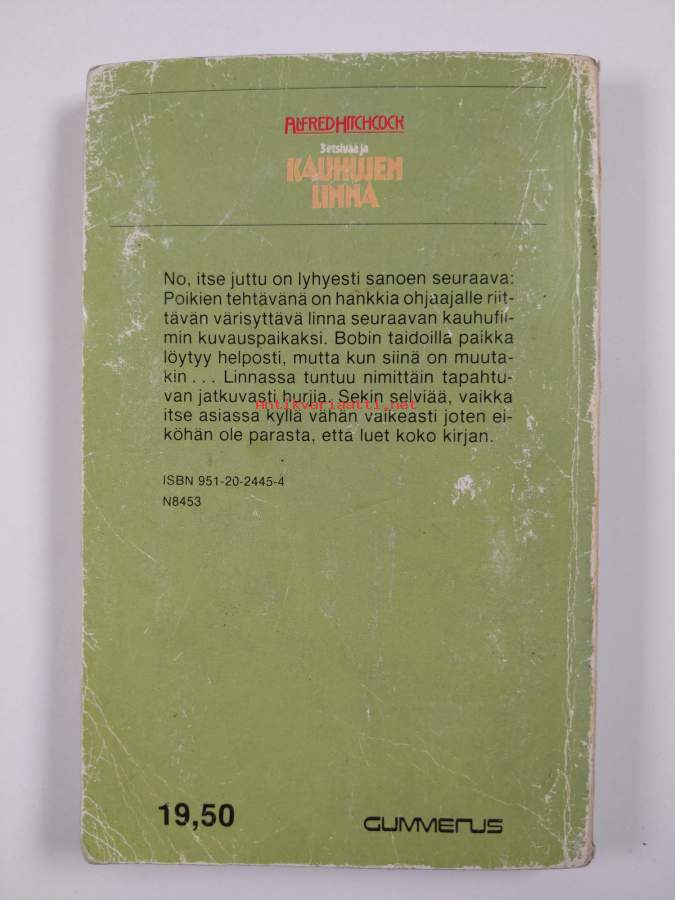 ALFRED HITCHCOCK
3 etsivää ja
KAUHUJEN
LINNA
No, itse juttu on lyhyesti sanoen seuraava:
Poikien tehtävänä on hankkia ohjaajalle riit-
tävän värisyttävä linna seuraavan kauhufil-
min kuvauspaikaksi. Bobin taidoilla paikka
löytyy helposti, mutta kun siinä on muuta-
kin... Linnassa tuntuu nimittäin tapahtu-
van jatkuvasti hurjia. Sekin selviää, vaikka
Antikvariaatti.net
itse asiassa kyllä vähän vaikeasti joten ei-
köhän ole parasta, että luet koko kirjan.
ISBN 951-20-2445-4
N8453
19,50
GUMMERUS